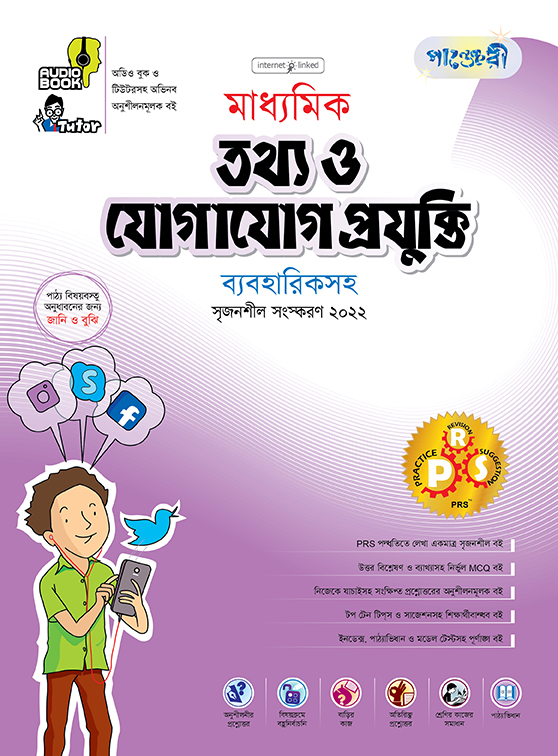 AUDIO
BOOK
Tutor
অডিও বুক ও
টিউটরসহ অভিনব
অনুশীলনমূলক বই
internet linked
পাঞ্জেরী
মাধ্যমিক
তথ্য ও
যোগাযোগ প্রযুক্তি
ব্যবহারিকসহ
সৃজনশীল সংস্করণ ২০২২
পাঠ্য বিষয়বস্তু
অনুধাবনের জন্য
জানি ও বুঝি
S
f
PRACTICE
REVISION
SUGGESTION
P R S
PRS™
PRS পদ্ধতিতে লেখা একমাত্র সৃজনশীল বই
উত্তর বিশ্লেষণ ও ব্যাখ্যাসহ নির্ভুল MCQ বই
নিজেকে যাচাইসহ সংক্ষিপ্ত প্রশ্নোত্তরের অনুশীলনমূলক বই
টপ টেন টিপ্‌স ও সাজেশনসহ শিক্ষার্থীবান্ধব বই
ইনডেক্স, পাঠ্যাভিধান ও মডেল টেস্টসহ পূর্ণাঙ্গ বই
অনুশীলনীর
প্রশ্নোত্তর
বিষয়ক্রমে
বহুনির্বাচনি
বাড়ির
কাজ
অতিরিক্ত
প্রশ্নোত্তর
শ্রেণির কাজের
সমাধান
পাঠ্যাভিধান